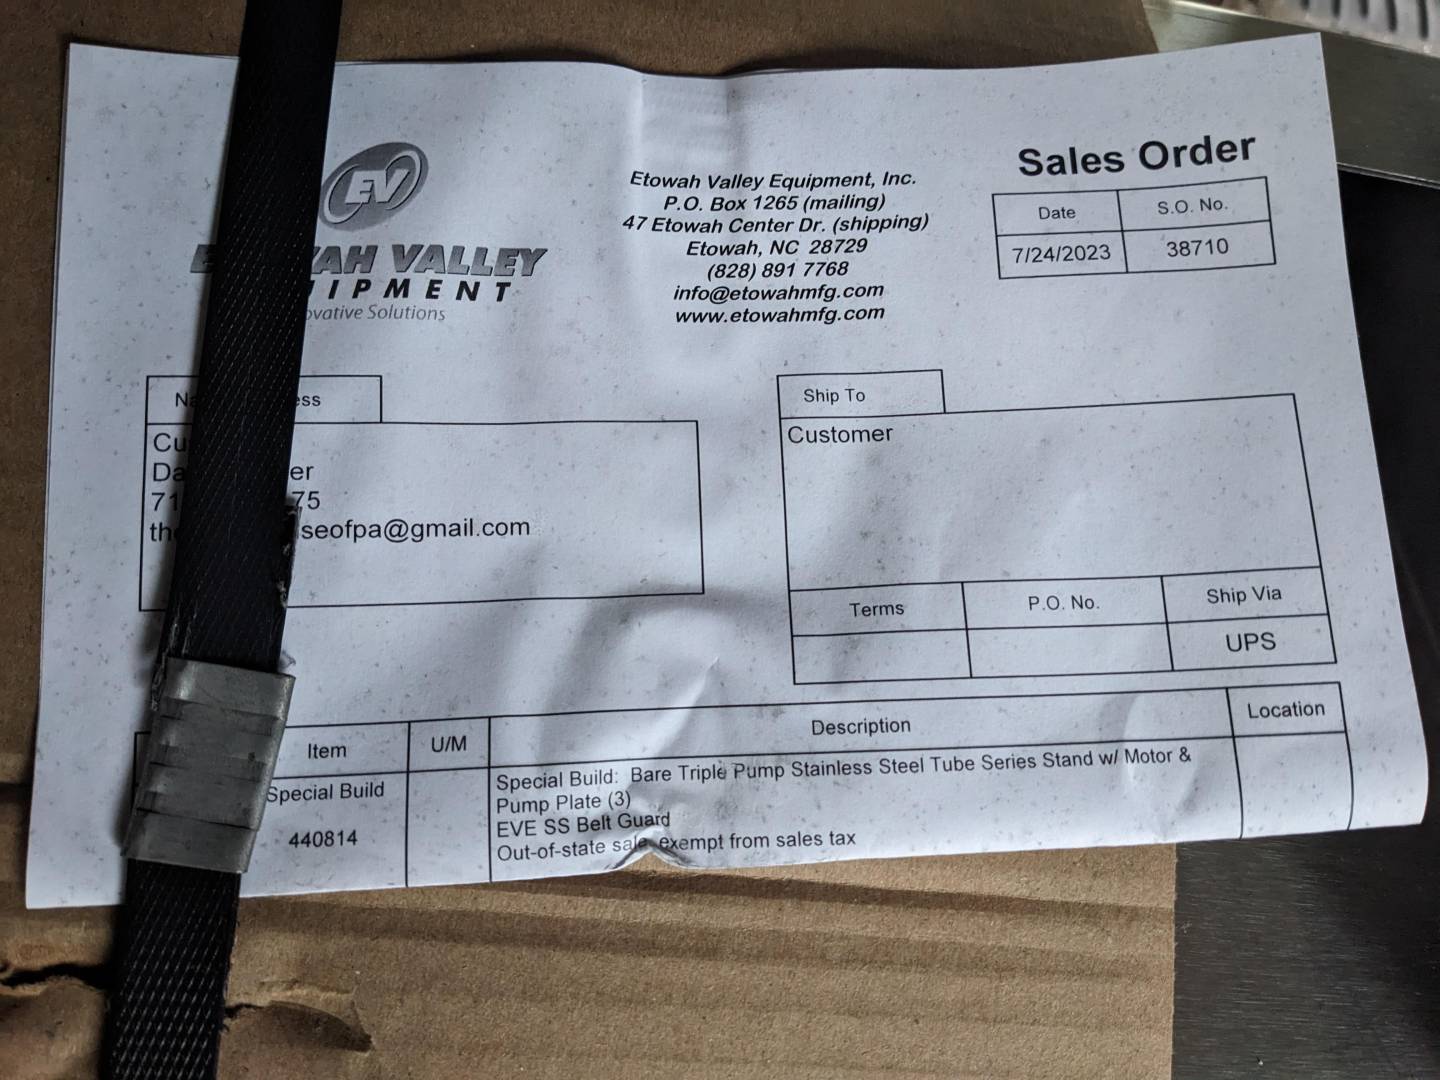 EV
AH VALLEY
IPMENT
ovative Solutions
Etowah Valley Equipment, Inc.
P.O. Box 1265 (mailing)
47 Etowah Center Dr. (shipping)
Etowah, NC 28729
(828) 891 7768
info@etowahmfg.com
www.etowahmfg.com
Sales Order
Date S.O. No.
7/24/2023 38710
Na ess
Cu
Da er
71 75
the seofpa@gmail.com
Ship To
Customer
Terms P.O. No. Ship Via
UPS
Item U/M Description Location
Special Build Special Build: Bare Triple Pump Stainless Steel Tube Series Stand w/ Motor &
Pump Plate (3)
440814 EVE SS Belt Guard
Out-of-state sale, exempt from sales tax